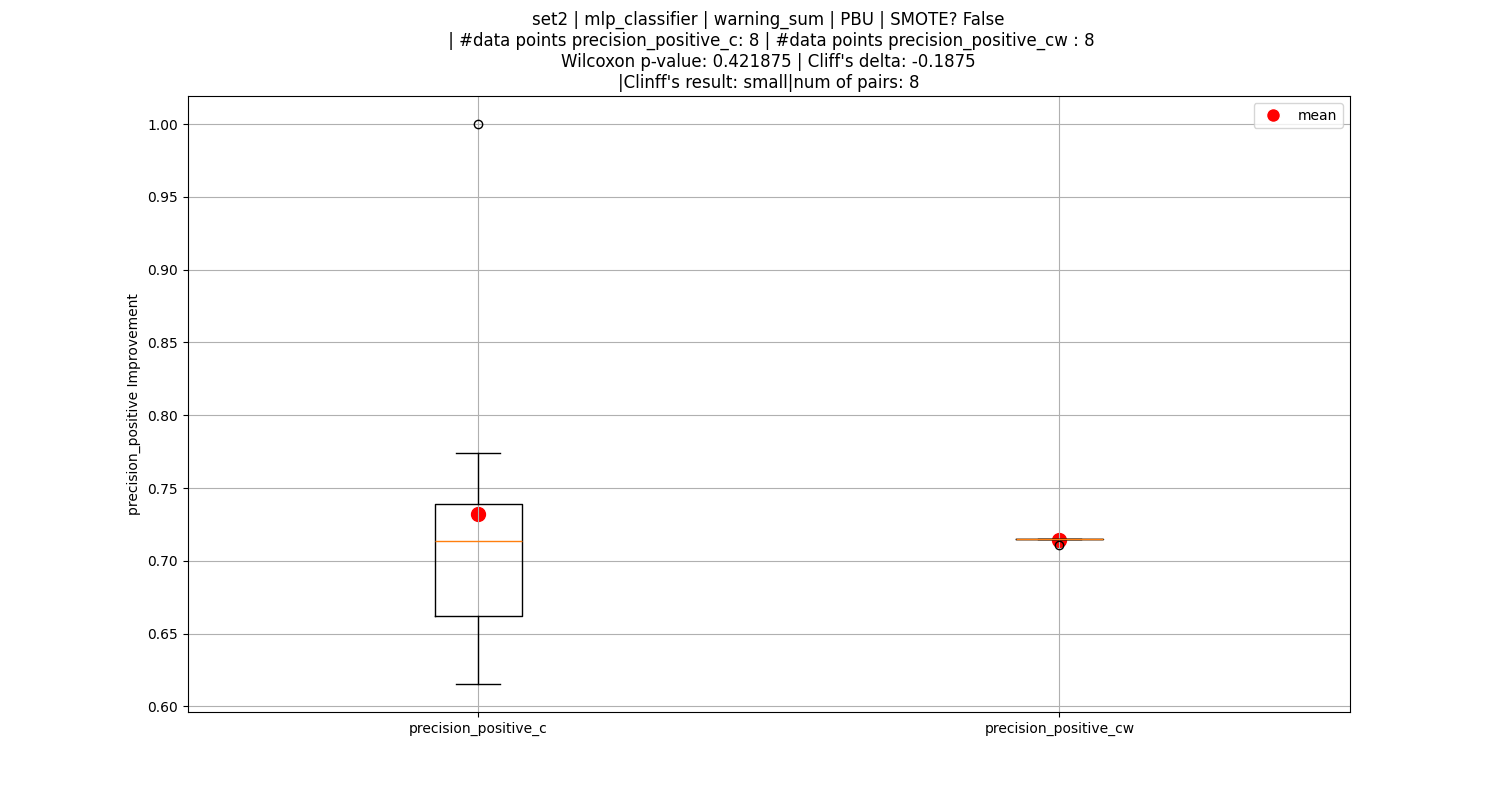 set2 | mlp_classifier | warning_sum | PBU | SMOTE? False
| #data points precision_positive_c: 8 | #data points precision_positive_cw : 8
Wilcoxon p-value: 0.421875 | Cliff's delta: -0.1875
|Clinff's result: small|num of pairs: 8
mean
1.00
0.95
0.90
0.85
0.80
0.75
0.70
0.65
0.60
precision_positive Improvement
precision_positive_c
precision_positive_cw